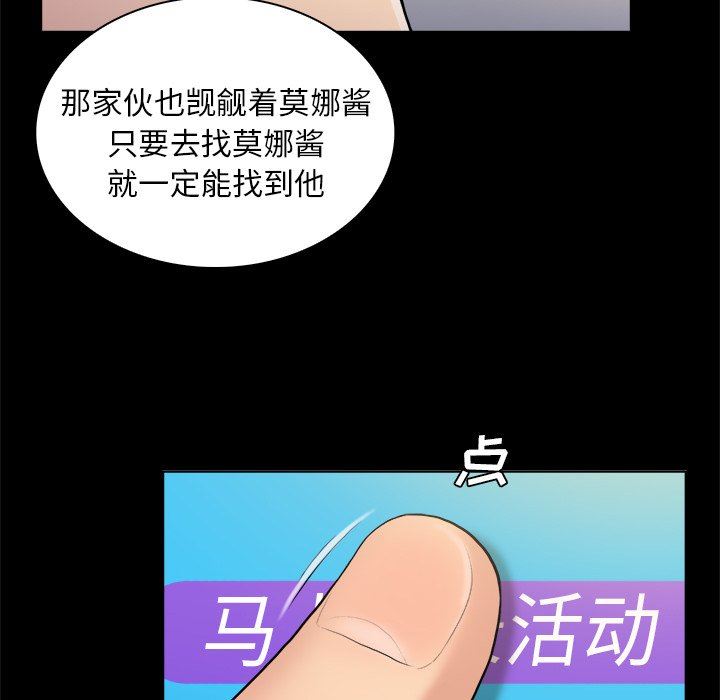 那家伙也觊觎着莫娜酱
只要去找莫娜酱
就一定能找到他
点
马 活动